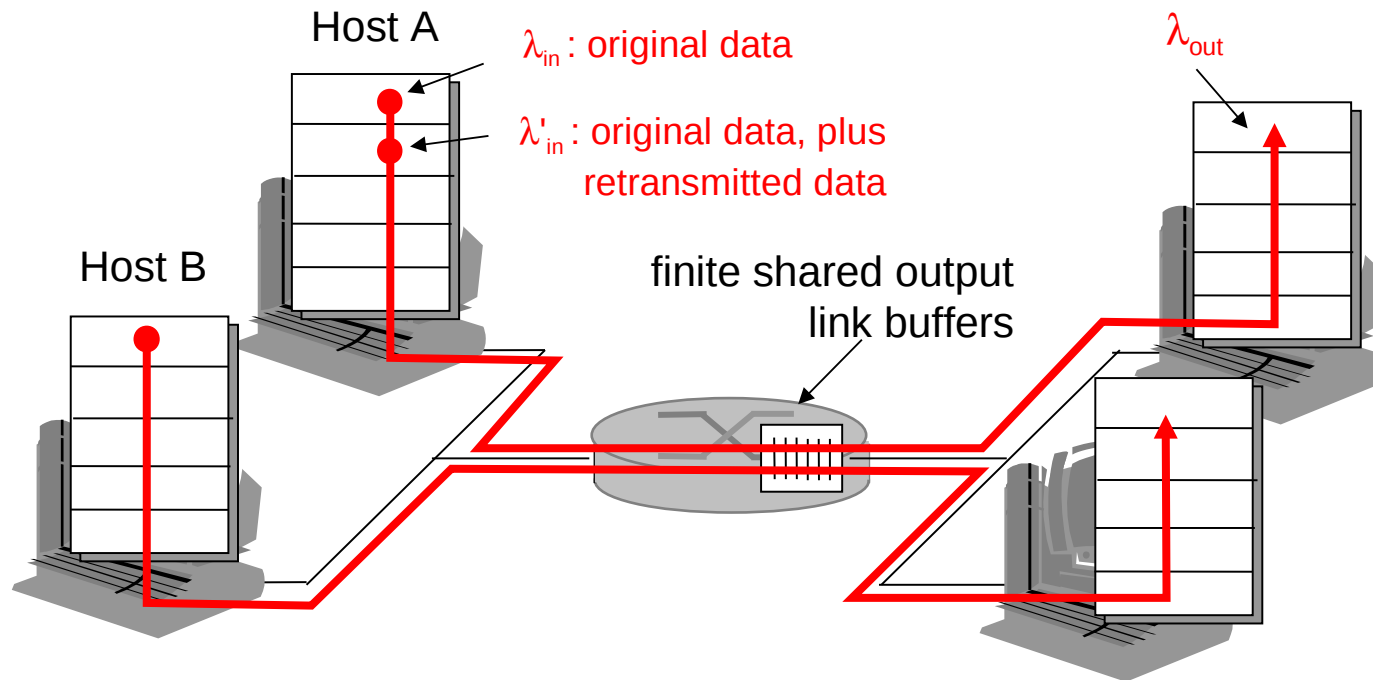 Host A
λin : original data
λ'in : original data, plus
retransmitted data
λout
Host B
finite shared output
link buffers